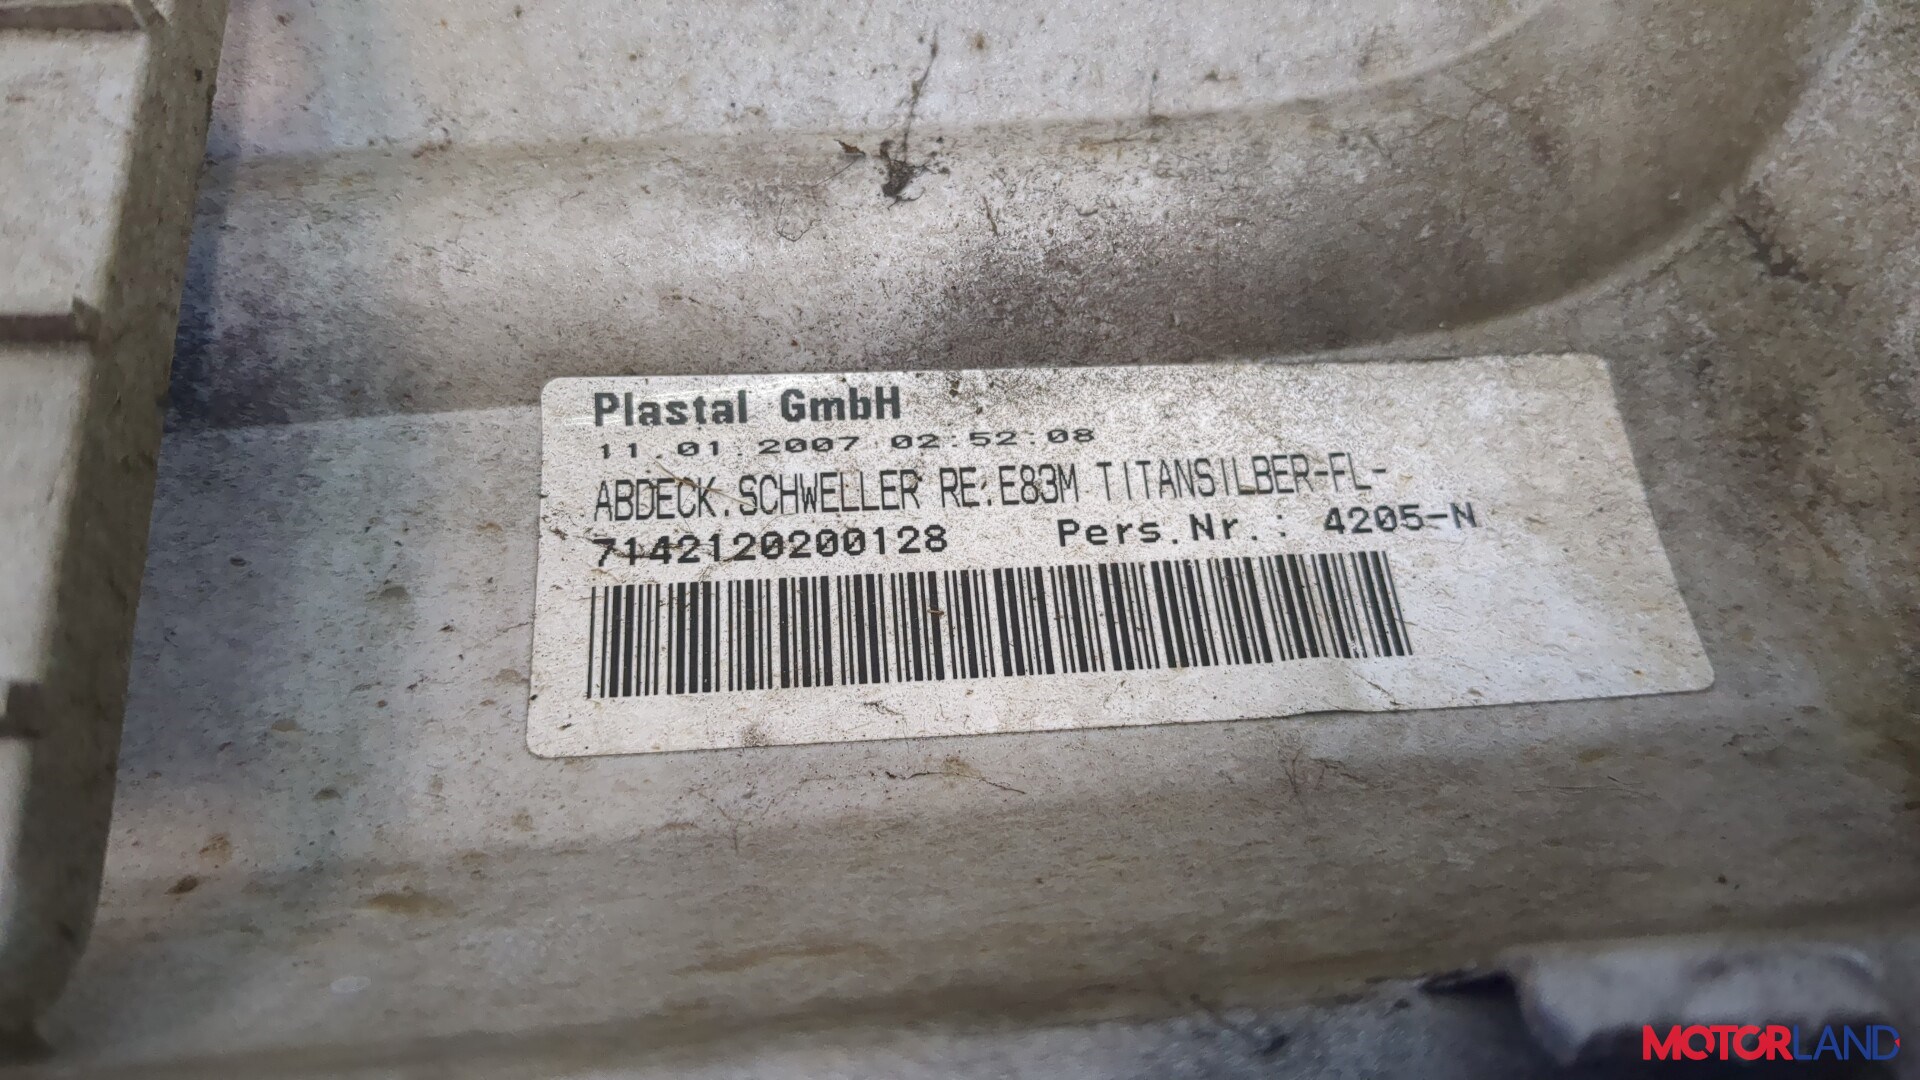 Plastal GmbH
11.01.2007 02:52:08
ABDECK.SCHWELLER RE.E83M TITANSILBER-FL-
7142120200128 Pers.Nr.: 4205-N
MOTORLAND